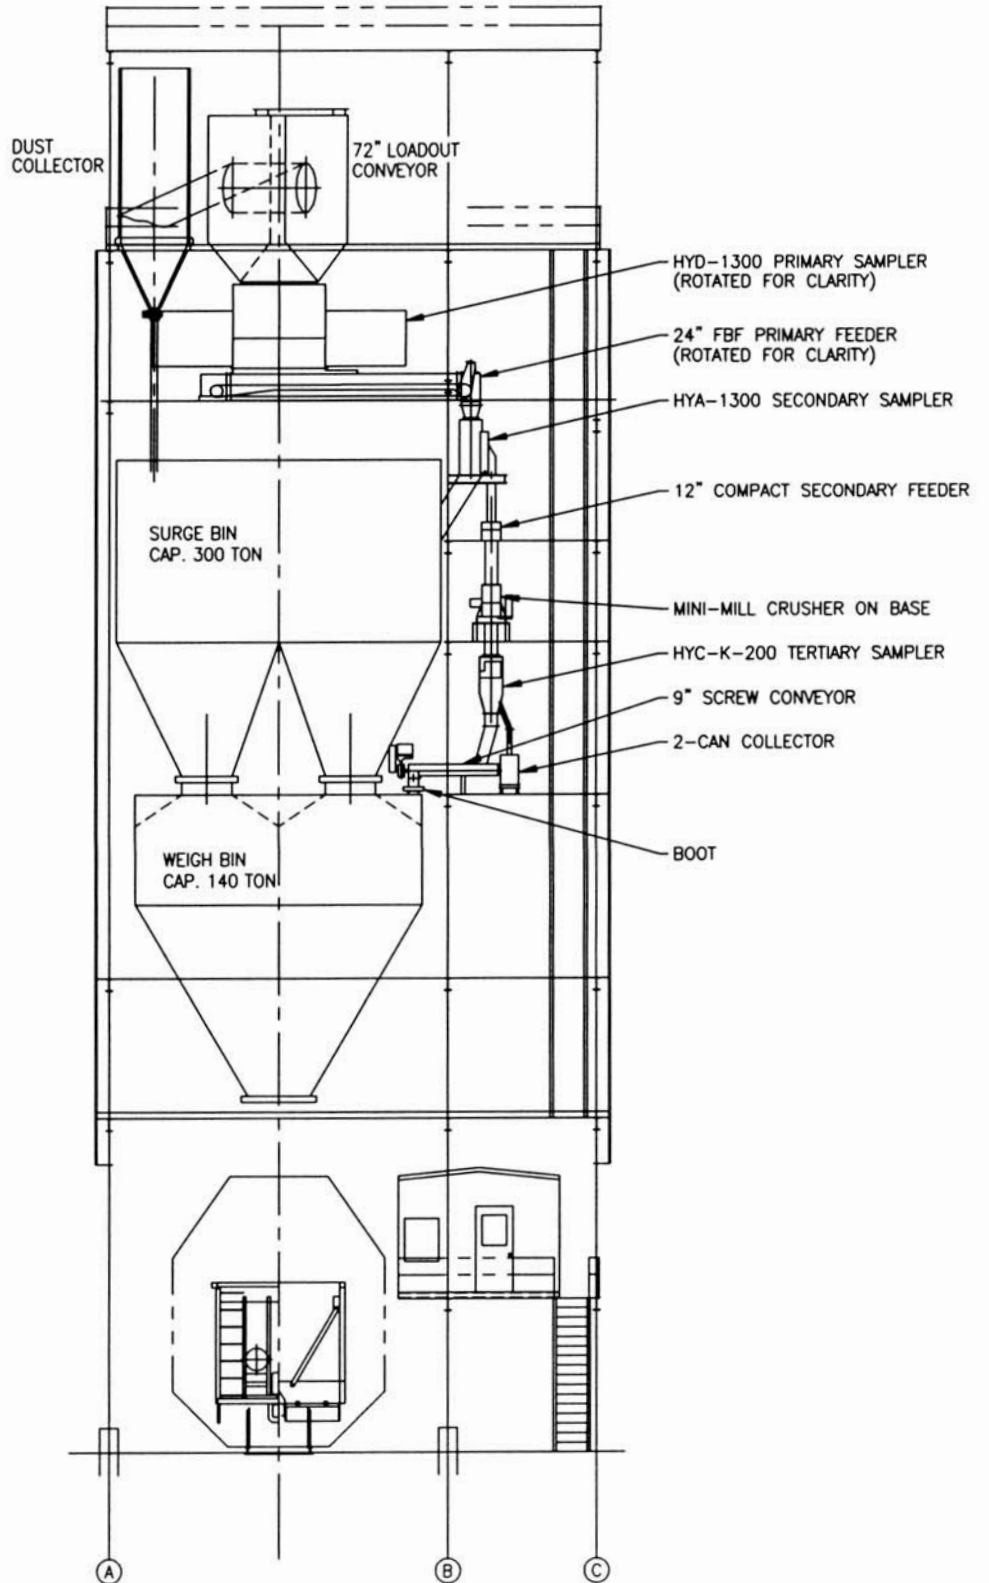 DUST
COLLECTOR
72" LOADOUT
CONVEYOR
HYD-1300 PRIMARY SAMPLER
(ROTATED FOR CLARITY)
24" FBF PRIMARY FEEDER
(ROTATED FOR CLARITY)
HYA-1300 SECONDARY SAMPLER
12" COMPACT SECONDARY FEEDER
SURGE BIN
CAP. 300 TON
MINI-MILL CRUSHER ON BASE
HYC-K-200 TERTIARY SAMPLER
9" SCREW CONVEYOR
2-CAN COLLECTOR
BOOT
WEIGH BIN
CAP. 140 TON
A
B
C